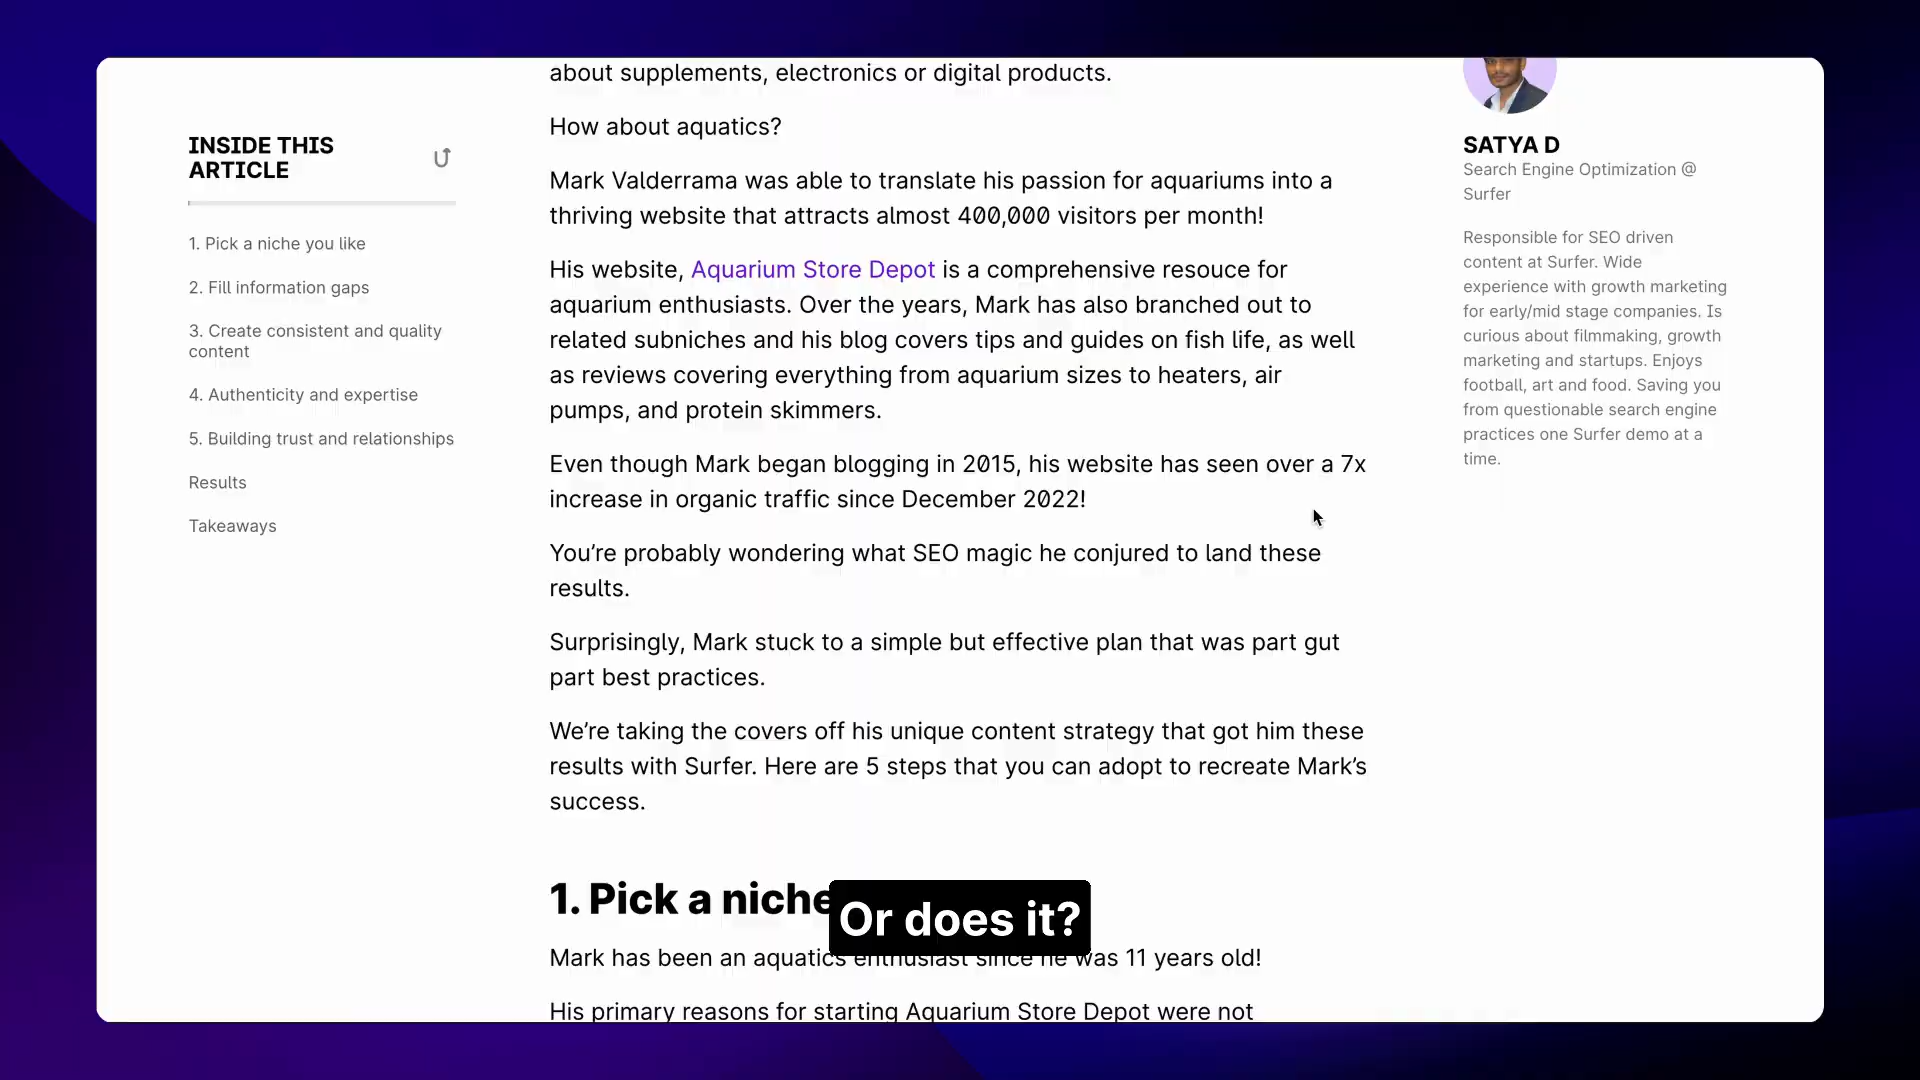 INSIDE THIS
ARTICLE
1. Pick a niche you like
2. Fill information gaps
3. Create consistent and quality
content
4. Authenticity and expertise
5. Building trust and relationships
Results
Takeaways
about supplements, electronics or digital products.
How about aquatics?
Mark Valderrama was able to translate his passion for aquariums into a
thriving website that attracts almost 400,000 visitors per month!
His website, Aquarium Store Depot is a comprehensive resouce for
aquarium enthusiasts. Over the years, Mark has also branched out to
related subniches and his blog covers tips and guides on fish life, as well
as reviews covering everything from aquarium sizes to heaters, air
pumps, and protein skimmers.
Even though Mark began blogging in 2015, his website has seen over a 7x
increase in organic traffic since December 2022!
You’re probably wondering what SEO magic he conjured to land these
results.
Surprisingly, Mark stuck to a simple but effective plan that was part gut
part best practices.
We’re taking the covers off his unique content strategy that got him these
results with Surfer. Here are 5 steps that you can adopt to recreate Mark’s
success.
1. Pick a niche
Or does it?
Mark has been an aquatics enthusiast since he was 11 years old!
His primary reasons for starting Aquarium Store Depot were not
SATYA D
Search Engine Optimization @
Surfer
Responsible for SEO driven
content at Surfer. Wide
experience with growth marketing
for early/mid stage companies. Is
curious about filmmaking, growth
marketing and startups. Enjoys
football, art and food. Saving you
from questionable search engine
practices one Surfer demo at a
time.